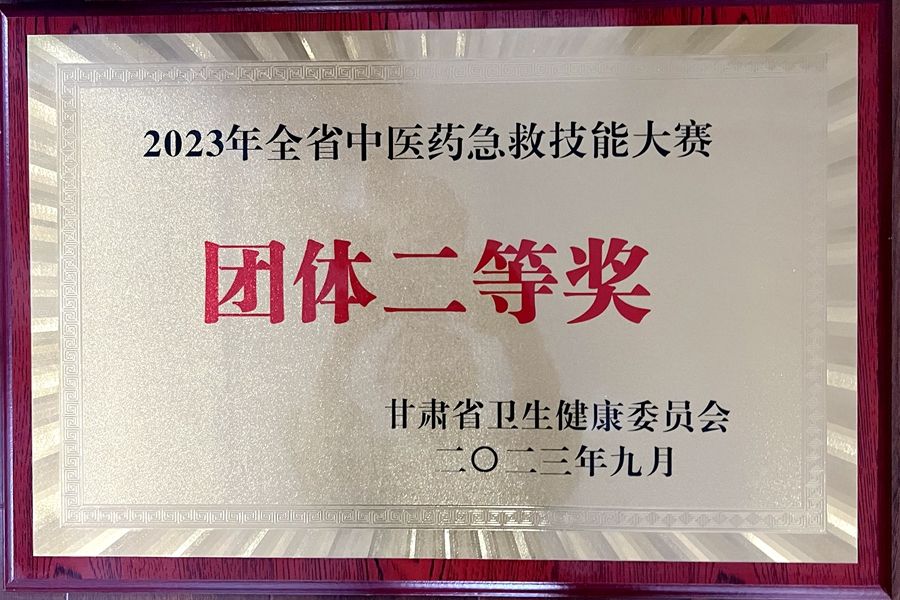 2023年全省中医药急救技能大赛
团体二等奖
甘肃省卫生健康委员会
二〇二三年九月